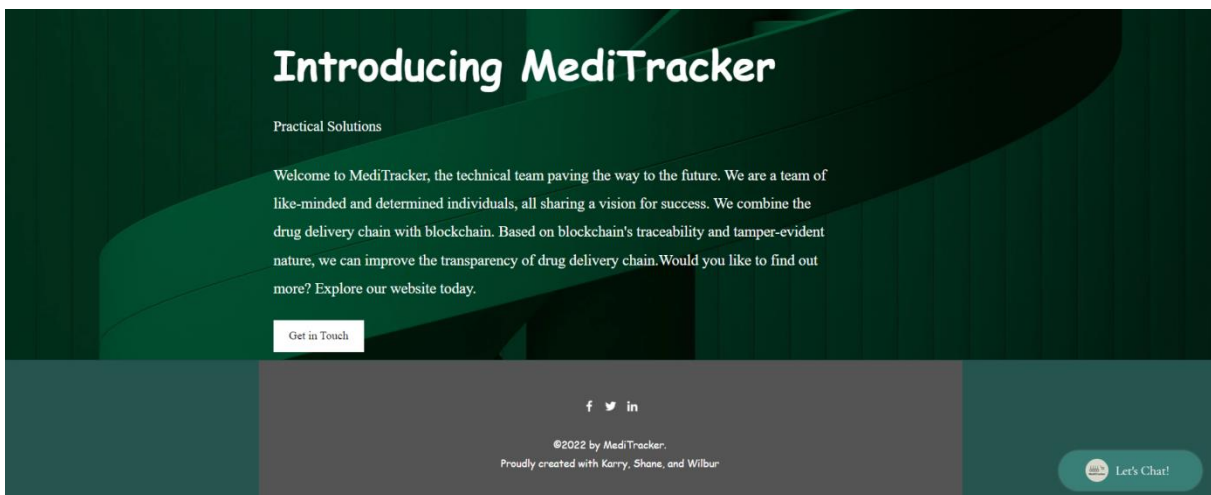 Introducing MediTracker
Practical Solutions
Welcome to MediTracker, the technical team paving the way to the future. We are a team of
like-minded and determined individuals, all sharing a vision for success. We combine the
drug delivery chain with blockchain. Based on blockchain's traceability and tamper-evident
nature, we can improve the transparency of drug delivery chain.Would you like to find out
more? Explore our website today.
Get in Touch
©2022 by MediTracker.
Proudly created with Karry, Shane, and Wilbur
Let's Chat!